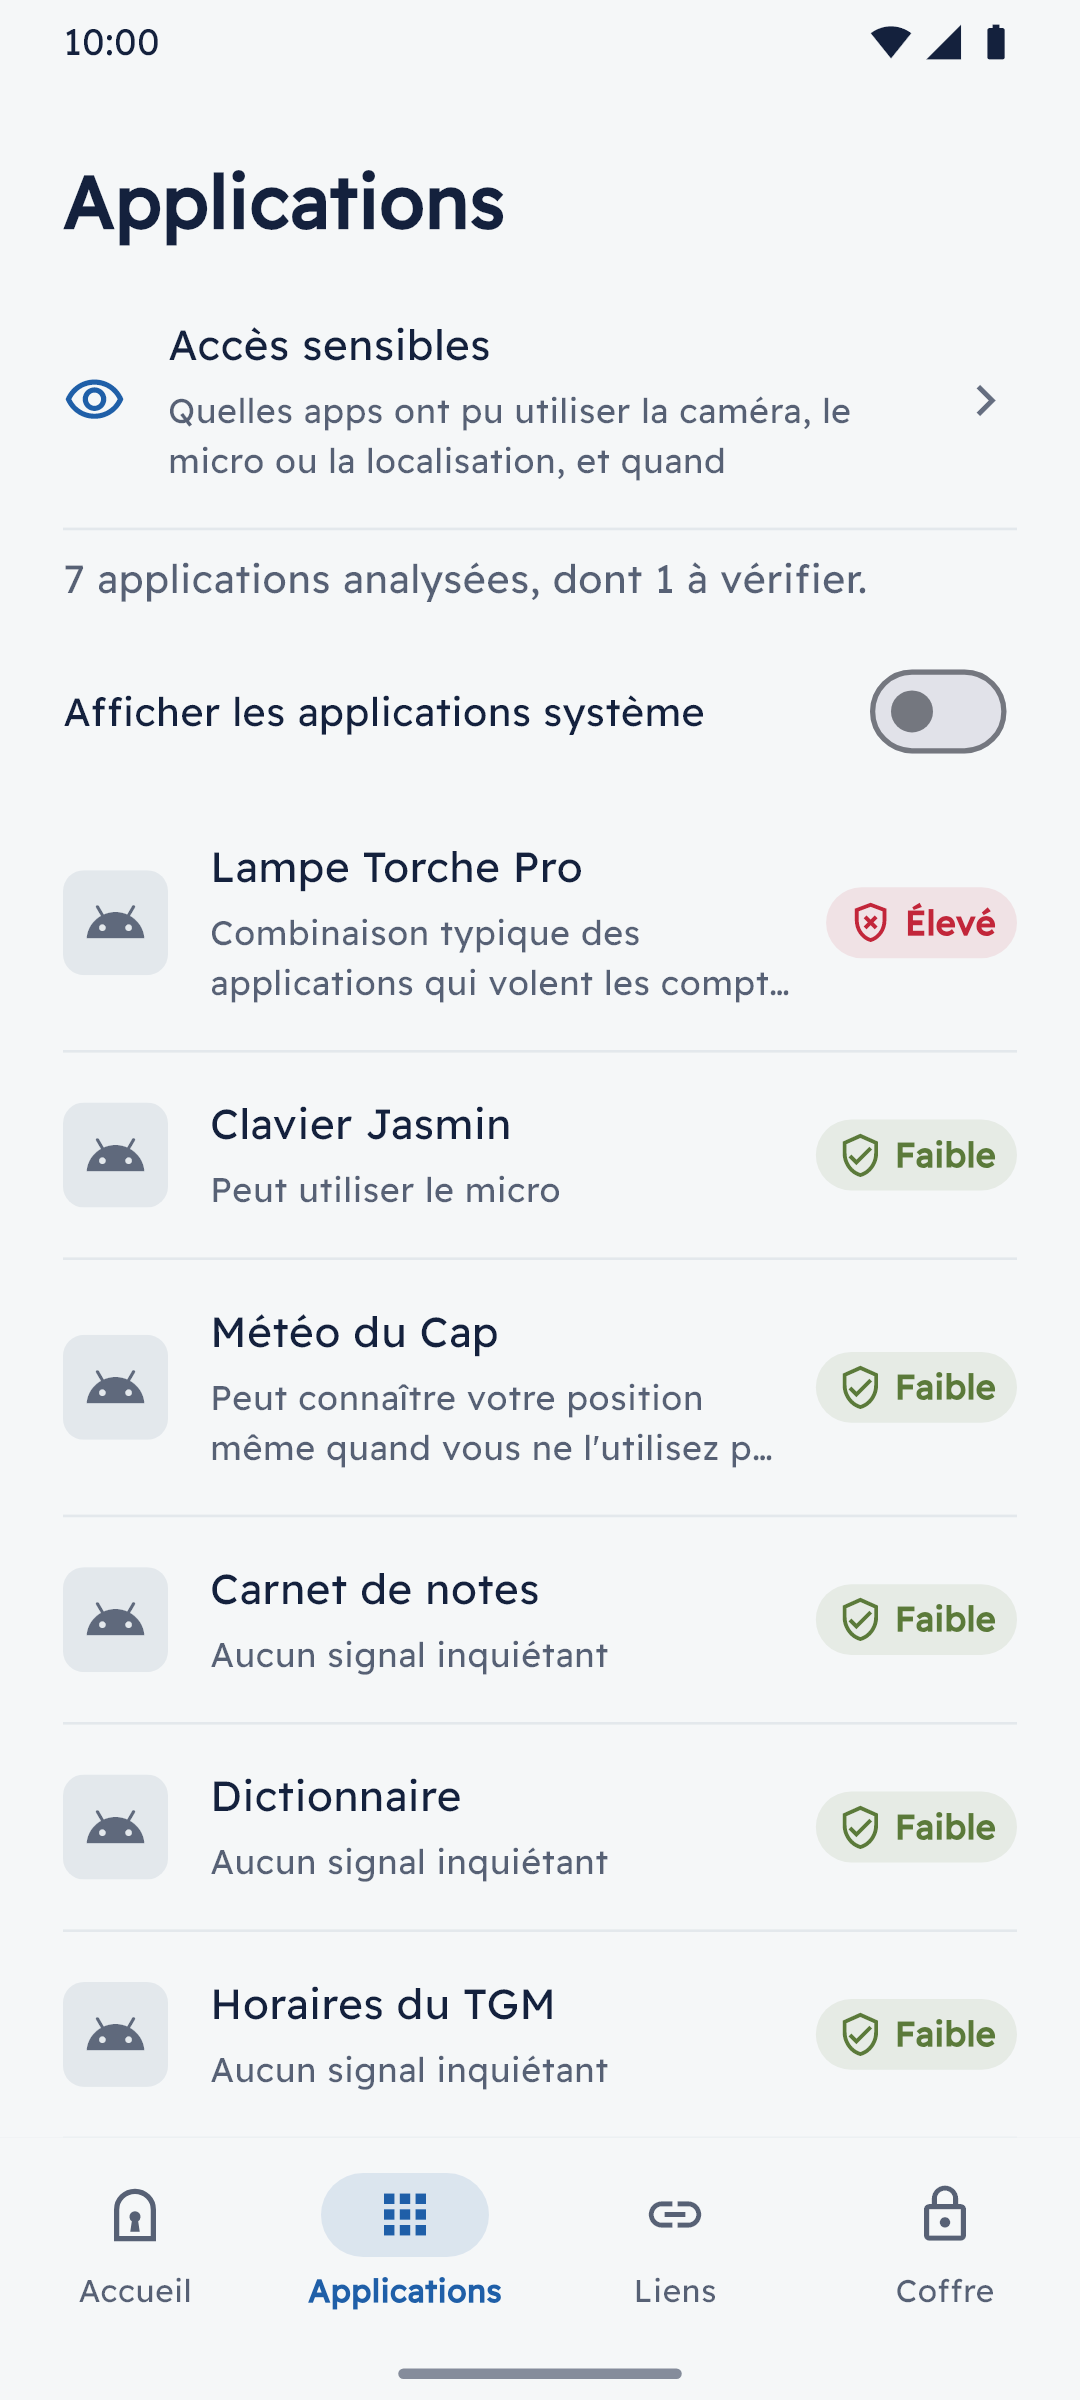 10:00
Applications
Accès sensibles
Quelles apps ont pu utiliser la caméra, le
micro ou la localisation, et quand
7 applications analysées, dont 1 à vérifier.
Afficher les applications système
Lampe Torche Pro
Combinaison typique des
applications qui volent les compt…
Élevé
Clavier Jasmin
Peut utiliser le micro
Faible
Météo du Cap
Peut connaître votre position
même quand vous ne l'utilisez p…
Faible
Carnet de notes
Aucun signal inquiétant
Faible
Dictionnaire
Aucun signal inquiétant
Faible
Horaires du TGM
Aucun signal inquiétant
Faible
Accueil
Applications
Liens
Coffre